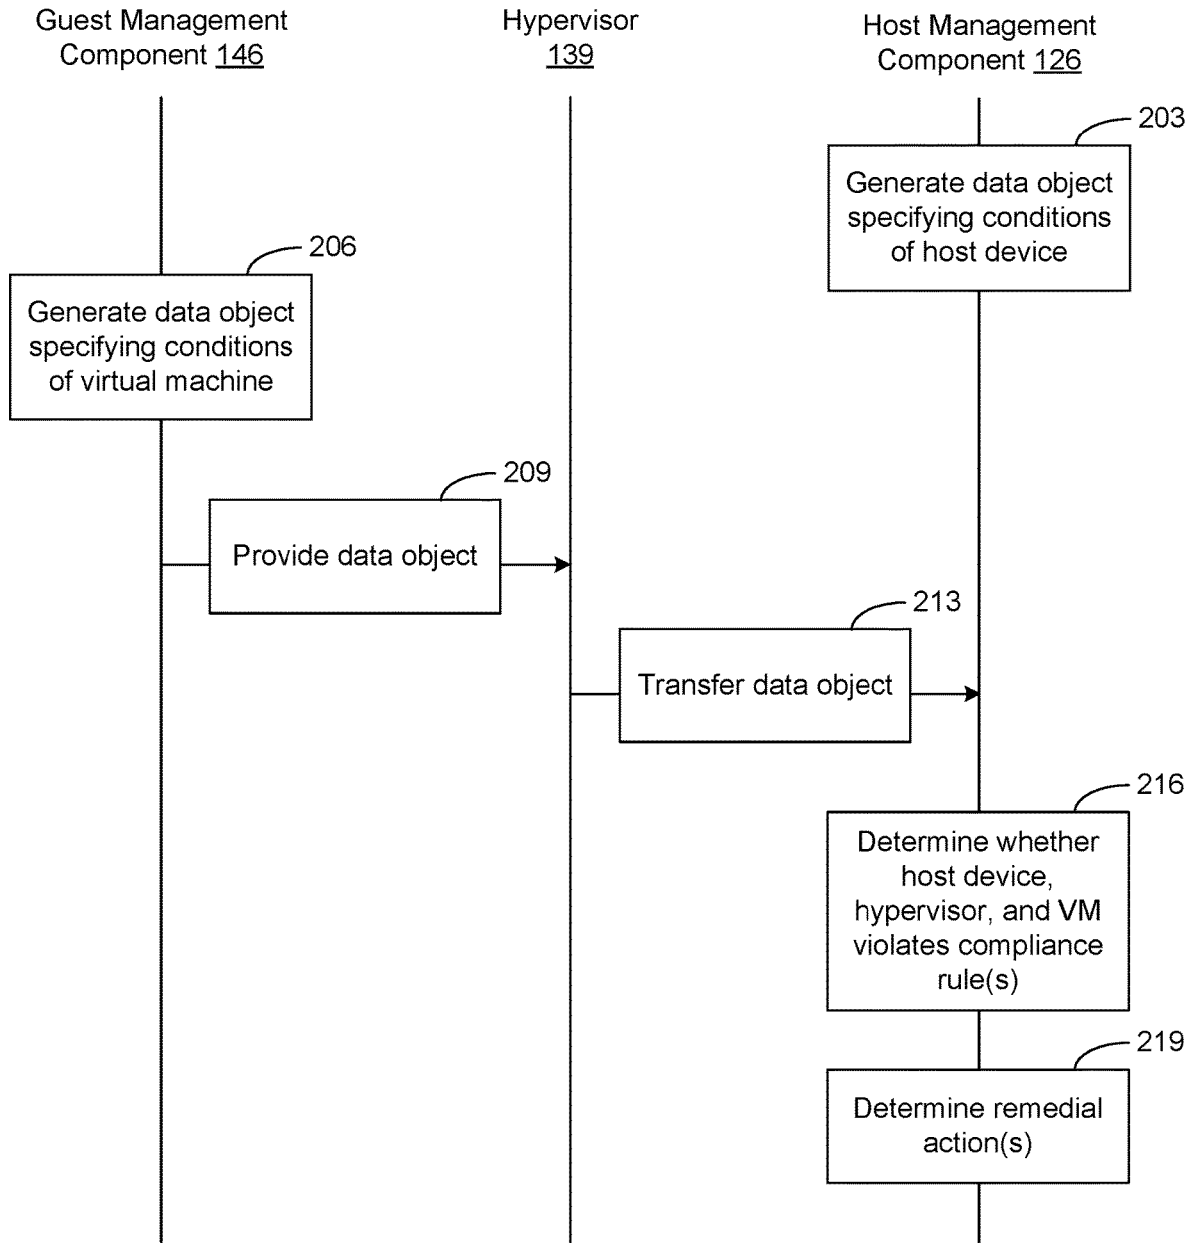 Guest Management
Component 146
Hypervisor
139
Host Management
Component 126
203
Generate data object
specifying conditions
of host device
206
Generate data object
specifying conditions
of virtual machine
209
Provide data object
213
Transfer data object
216
Determine whether
host device,
hypervisor, and VM
violates compliance
rule(s)
219
Determine remedial
action(s)